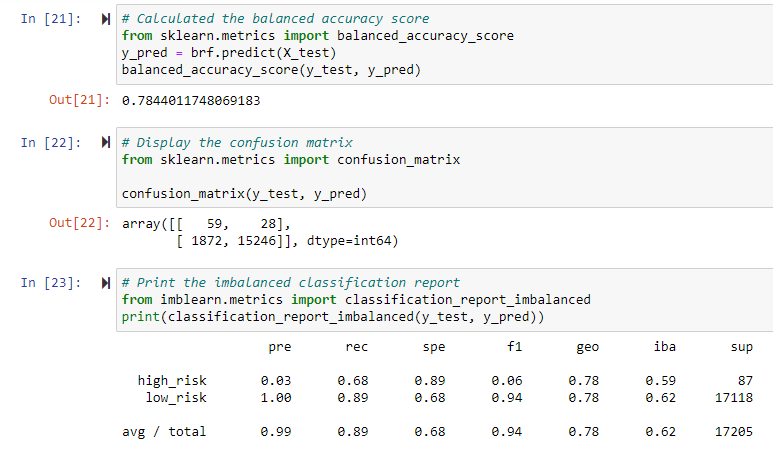 In [21]: # Calculated the balanced accuracy score
from sklearn.metrics import balanced_accuracy_score
y_pred = brf.predict(X_test)
balanced_accuracy_score(y_test, y_pred)
Out[21]: 0.7844011748069183
In [22]: # Display the confusion matrix
from sklearn.metrics import confusion_matrix
confusion_matrix(y_test, y_pred)
Out[22]: array([[   59,    28],
       [ 1872, 15246]], dtype=int64)
In [23]: # Print the imbalanced classification report
from imblearn.metrics import classification_report_imbalanced
print(classification_report_imbalanced(y_test, y_pred))
pre rec spe f1 geo iba sup
high_risk 0.03 0.68 0.89 0.06 0.78 0.59 87
low_risk 1.00 0.89 0.68 0.94 0.78 0.62 17118
avg / total 0.99 0.89 0.68 0.94 0.78 0.62 17205